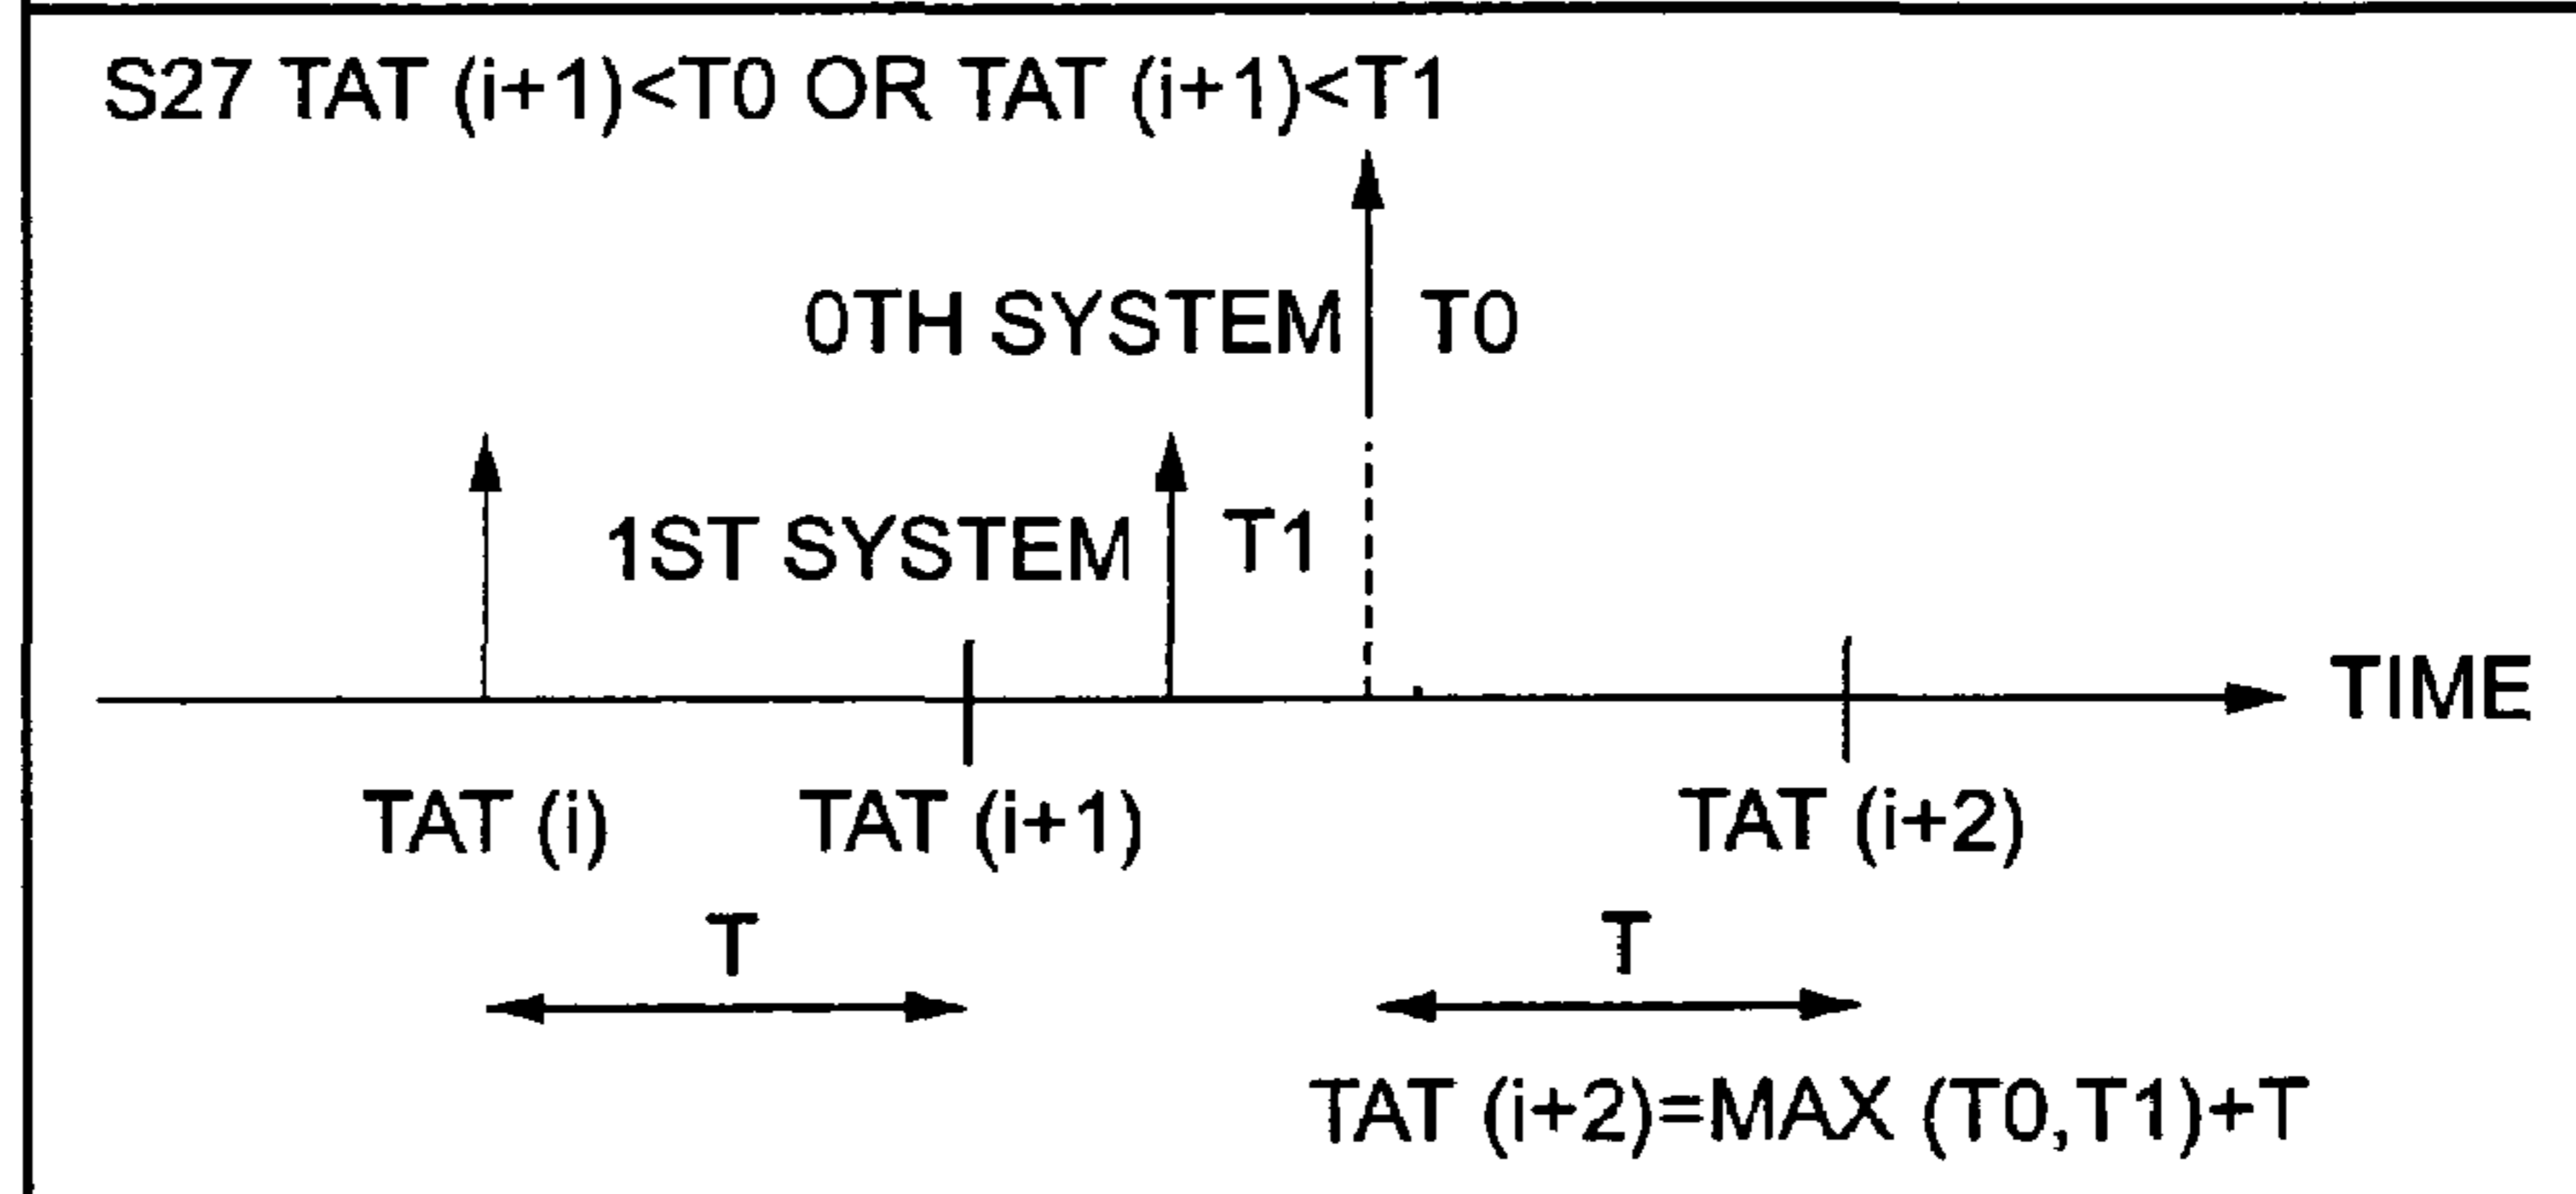 S27 TAT (i+1)<T0 OR TAT (i+1)<T1
0TH SYSTEM T0
1ST SYSTEM T1
TIME
TAT (i) TAT (i+1) TAT (i+2)
T T
TAT (i+2)=MAX (T0,T1)+T